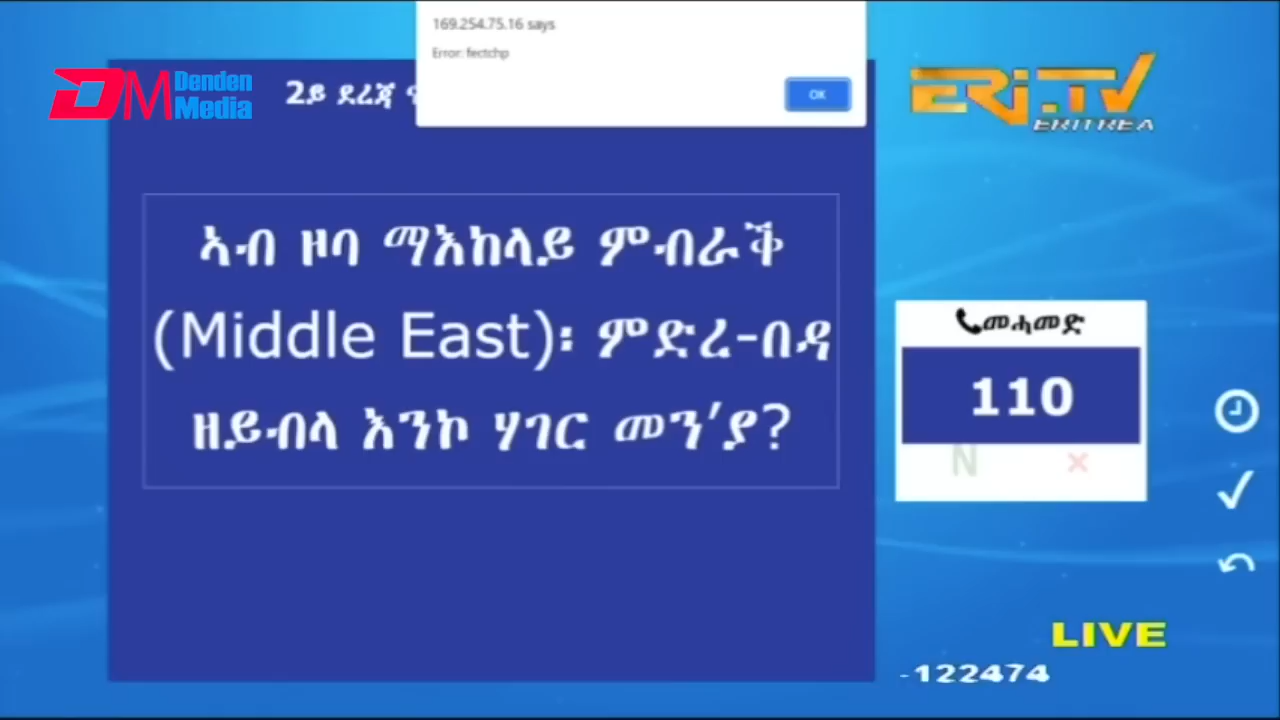 169.254.75.16 says
Error: fectchp
OK
DM Denden Media
2ይ ደረጃ
ERi.TV
ERITREA
ኣብ ዞባ ማእከላይ ምብራቕ
(Middle East)፡ ምድረ-በዳ
ዘይብላ እንኮ ሃገር መን’ያ?
መሓመድ
110
N ×
LIVE
-122474